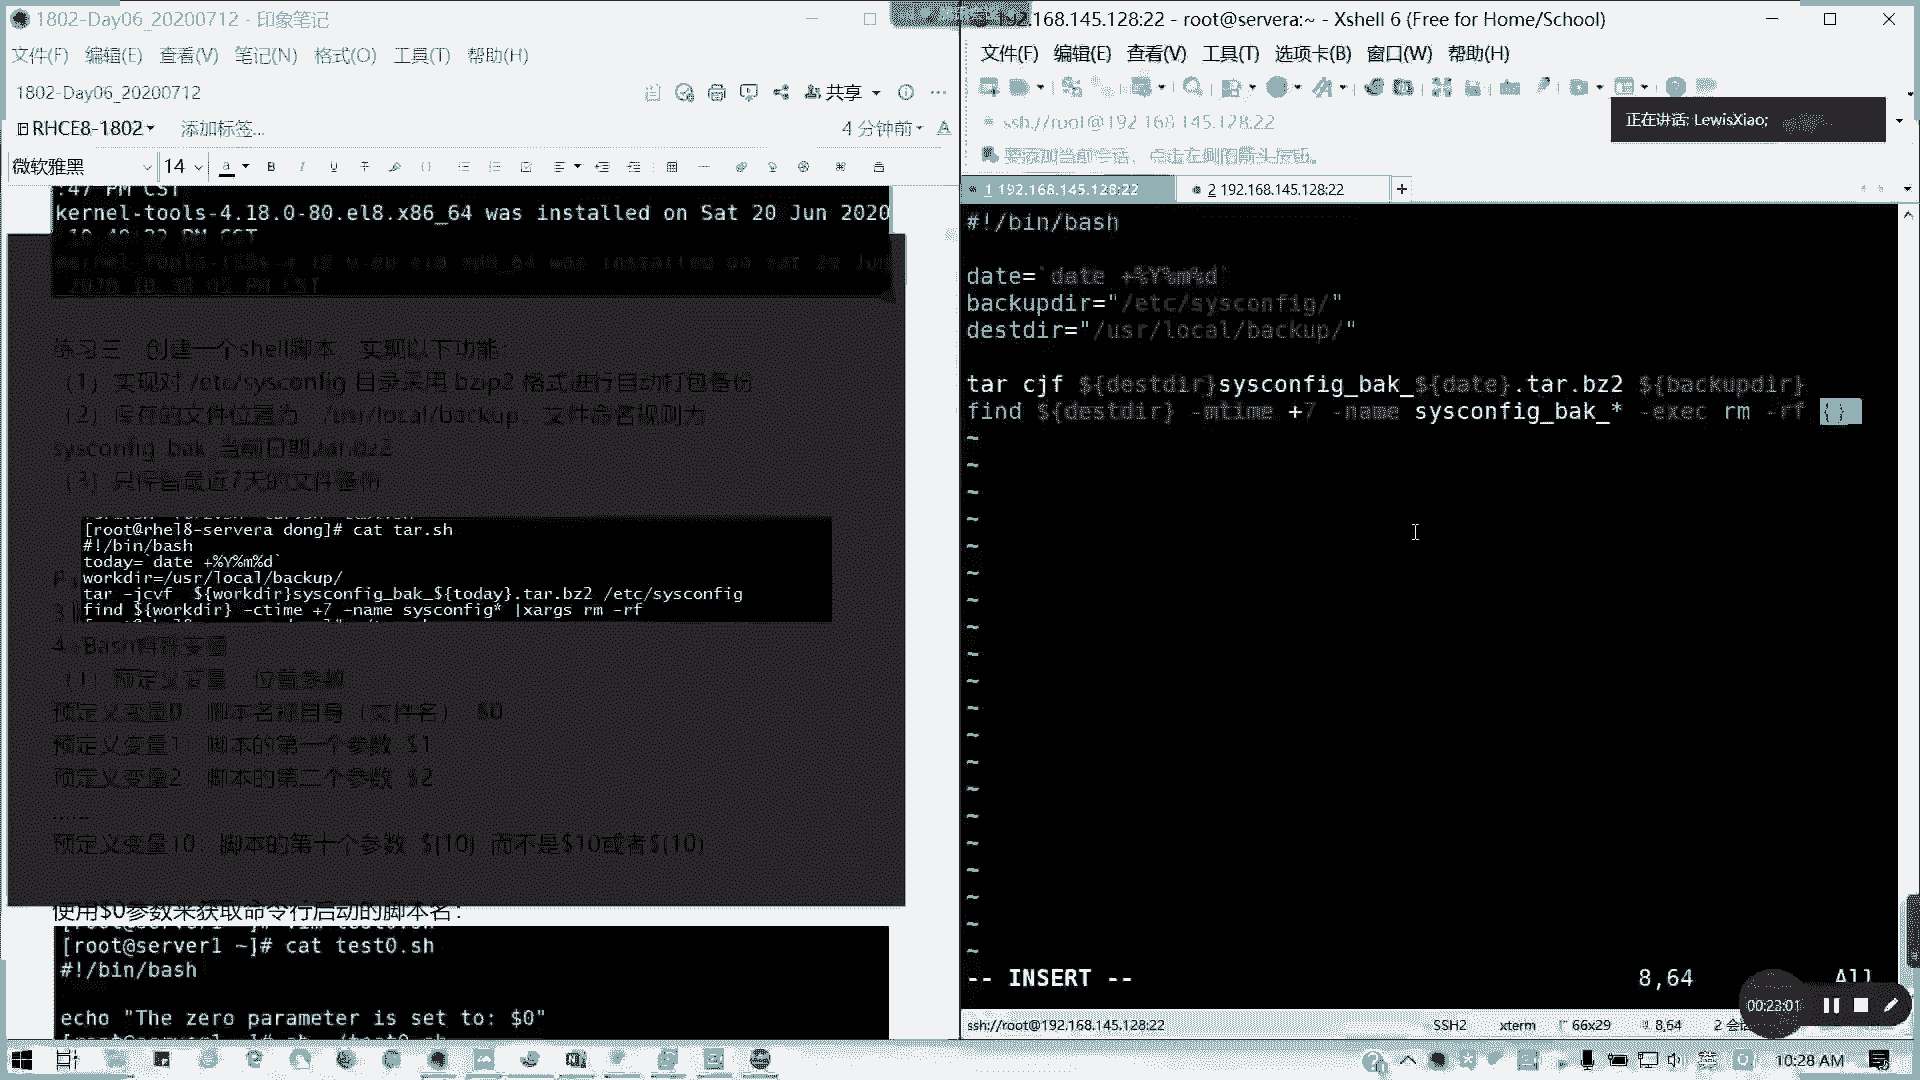 1802-Day06_20200712 - 印象笔记
文件(F) 编辑(E) 查看(V) 笔记(N) 格式(O) 工具(T) 帮助(H)
1802-Day06_20200712
共享
RHCE8-1802
添加标签...
4 分钟前
微软雅黑
14
:47 PM CST
kernel-tools-4.18.0-80.el8.x86_64 was installed on Sat 20 Jun 2020
练习三：创建一个shell脚本，实现以下功能：
（1）实现对 /etc/sysconfig 目录采用 bzip2 格式进行自动打包备份
（2）保存的文件位置为：/usr/local/backup，文件命名规则为
sysconfig_bak_当前日期.tar.bz2
（3）只保留最近7天的文件备份
[root@rhel8-servera dong]# cat tar.sh
#!/bin/bash
today=`date +%Y%m%d`
workdir=/usr/local/backup/
tar -jcvf  ${workdir}sysconfig_bak_${today}.tar.bz2 /etc/sysconfig
find ${workdir} -ctime +7 -name sysconfig* |xargs rm -rf
4、Bash特殊变量
（1）预定义变量：位置参数
预定义变量0：脚本名称自身（文件名） $0
预定义变量1：脚本的第一个参数 $1
预定义变量2：脚本的第二个参数 $2
......
预定义变量10：脚本的第十个参数 ${10} 而不是$10或者$(10)
使用$0参数来获取命令行启动的脚本名：
[root@server1 ~]# cat test0.sh
#!/bin/bash
echo "The zero parameter is set to: $0"
192.168.145.128:22 - root@servera:~ - Xshell 6 (Free for Home/School)
文件(F) 编辑(E) 查看(V) 工具(T) 选项卡(B) 窗口(W) 帮助(H)
ssh://root@192.168.145.128:22
正在讲话: LewisXiao;
要添加当前会话，点击左侧的箭头按钮。
1 192.168.145.128:22
2 192.168.145.128:22
#!/bin/bash
date=`date +%Y%m%d`
backupdir="/etc/sysconfig/"
destdir="/usr/local/backup/"
tar cjf ${destdir}sysconfig_bak_${date}.tar.bz2 ${backupdir}
find ${destdir} -mtime +7 -name sysconfig_bak_* -exec rm -rf {}
-- INSERT --
8,64
All
00:23:01
ssh://root@192.168.145.128:22
SSH2
xterm
66x29
8,64
10:28 AM